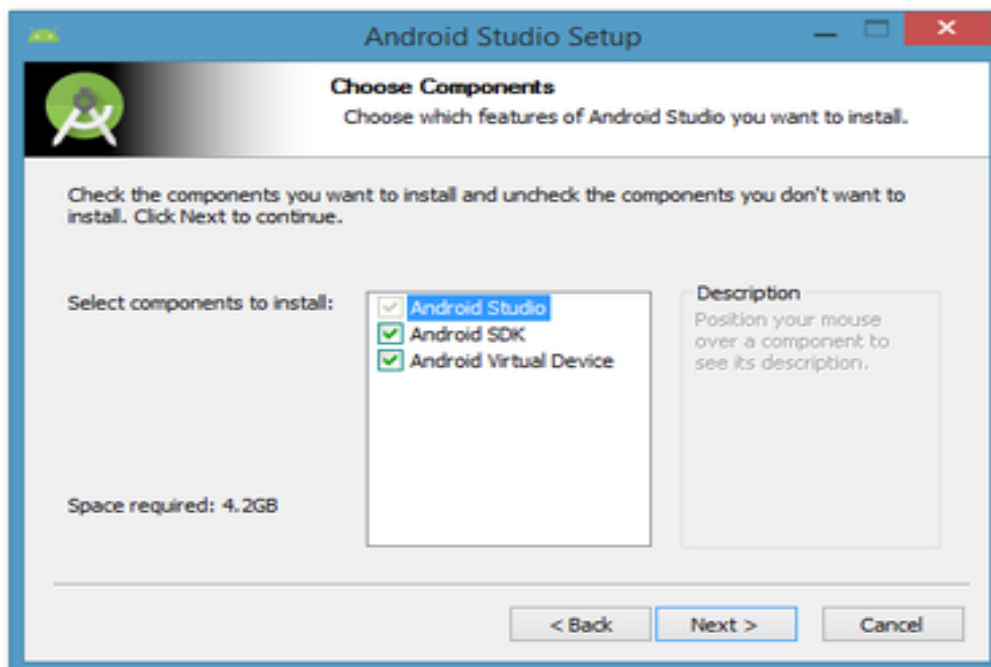 Android Studio Setup
Choose Components
Choose which features of Android Studio you want to install.
Check the components you want to install and uncheck the components you don't want to
install. Click Next to continue.
Select components to install:
Android Studio
Android SDK
Android Virtual Device
Description
Position your mouse
over a component to
see its description.
Space required: 4.2GB
< Back
Next >
Cancel